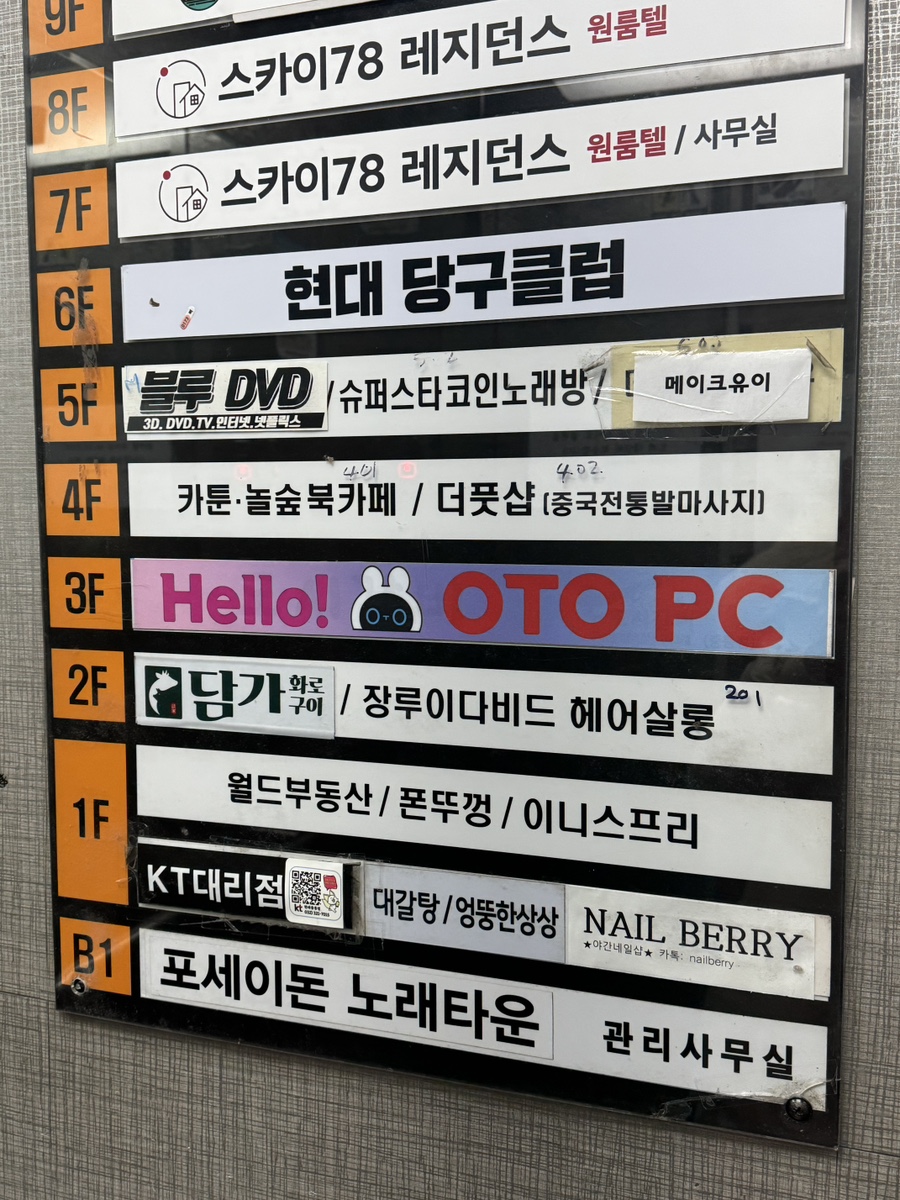 9F
8F 스카이78 레지던스 원룸텔
7F 스카이78 레지던스 원룸텔 / 사무실
6F 현대 당구클럽
5F 블루 DVD / 슈퍼스타코인노래방 / 메이크유이
3D. DVD.TV.인터넷.넷플릭스
401 402
4F 카툰·놀숲 북카페 / 더풋샵 (중국전통발마사지)
3F Hello! OTO OTO PC
2F 담가 화로구이 / 장루이다비드 헤어살롱 201
1F 월드부동산 / 폰뚜껑 / 이니스프리
KT대리점 kt 대갈탕 / 엉뚱한상상 NAIL BERRY
★야간네일샵★ 카톡: nailberry
B1 포세이돈 노래타운 관리사무실